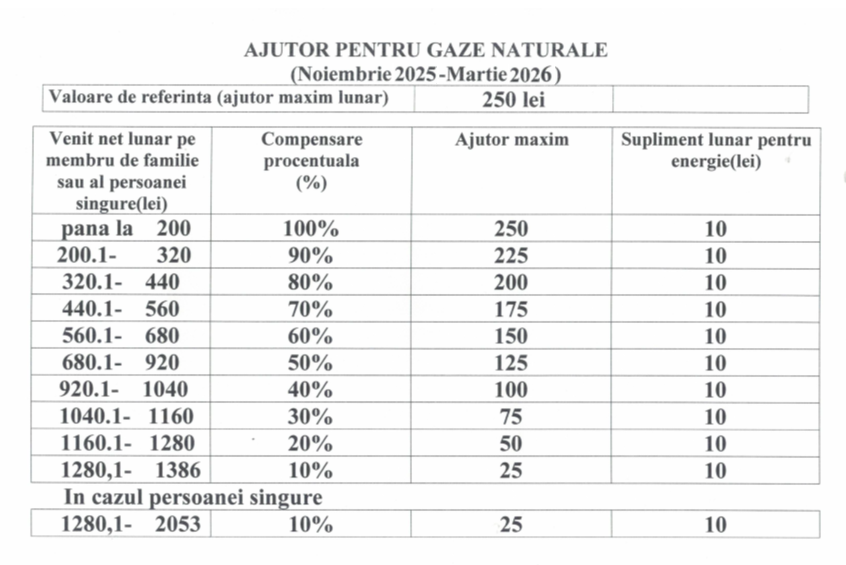 AJUTOR PENTRU GAZE NATURALE
(Noiembrie 2025-Martie 2026)
Valoare de referinta (ajutor maxim lunar) 250 lei
Venit net lunar pe membru de familie sau al persoanei singure(lei) Compensare procentuala (%) Ajutor maxim Supliment lunar pentru energie(lei)
pana la 200 100% 250 10
200.1- 320 90% 225 10
320.1- 440 80% 200 10
440.1- 560 70% 175 10
560.1- 680 60% 150 10
680.1- 920 50% 125 10
920.1- 1040 40% 100 10
1040.1- 1160 30% 75 10
1160.1- 1280 20% 50 10
1280,1- 1386 10% 25 10
In cazul persoanei singure
1280,1- 2053 10% 25 10